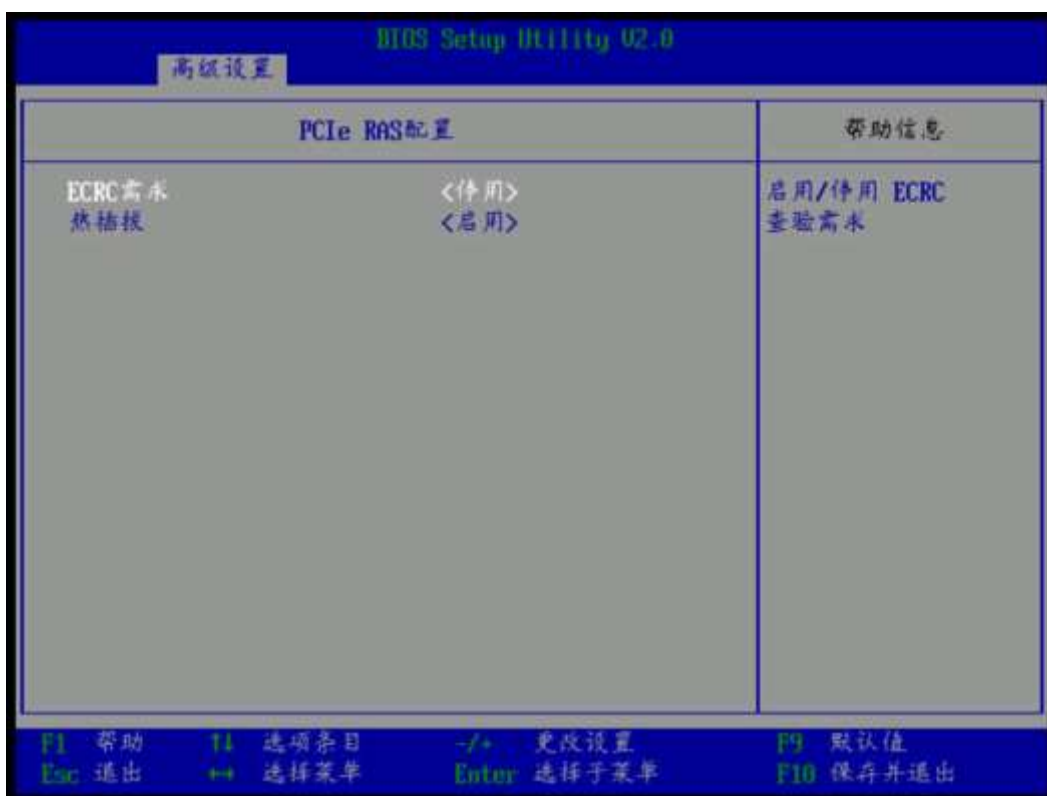 BIOS Setup Utility V2.0
高级设置
PCIe RAS配置
帮助信息
ECRC需求 <停用>
热插拔 <启用>
启用/停用 ECRC
查验需求
F1 帮助 ↑↓ 选项条目 -/+ 更改设置 F9 默认值
Esc 退出 ←→ 选择菜单 Enter 选择子菜单 F10 保存并退出